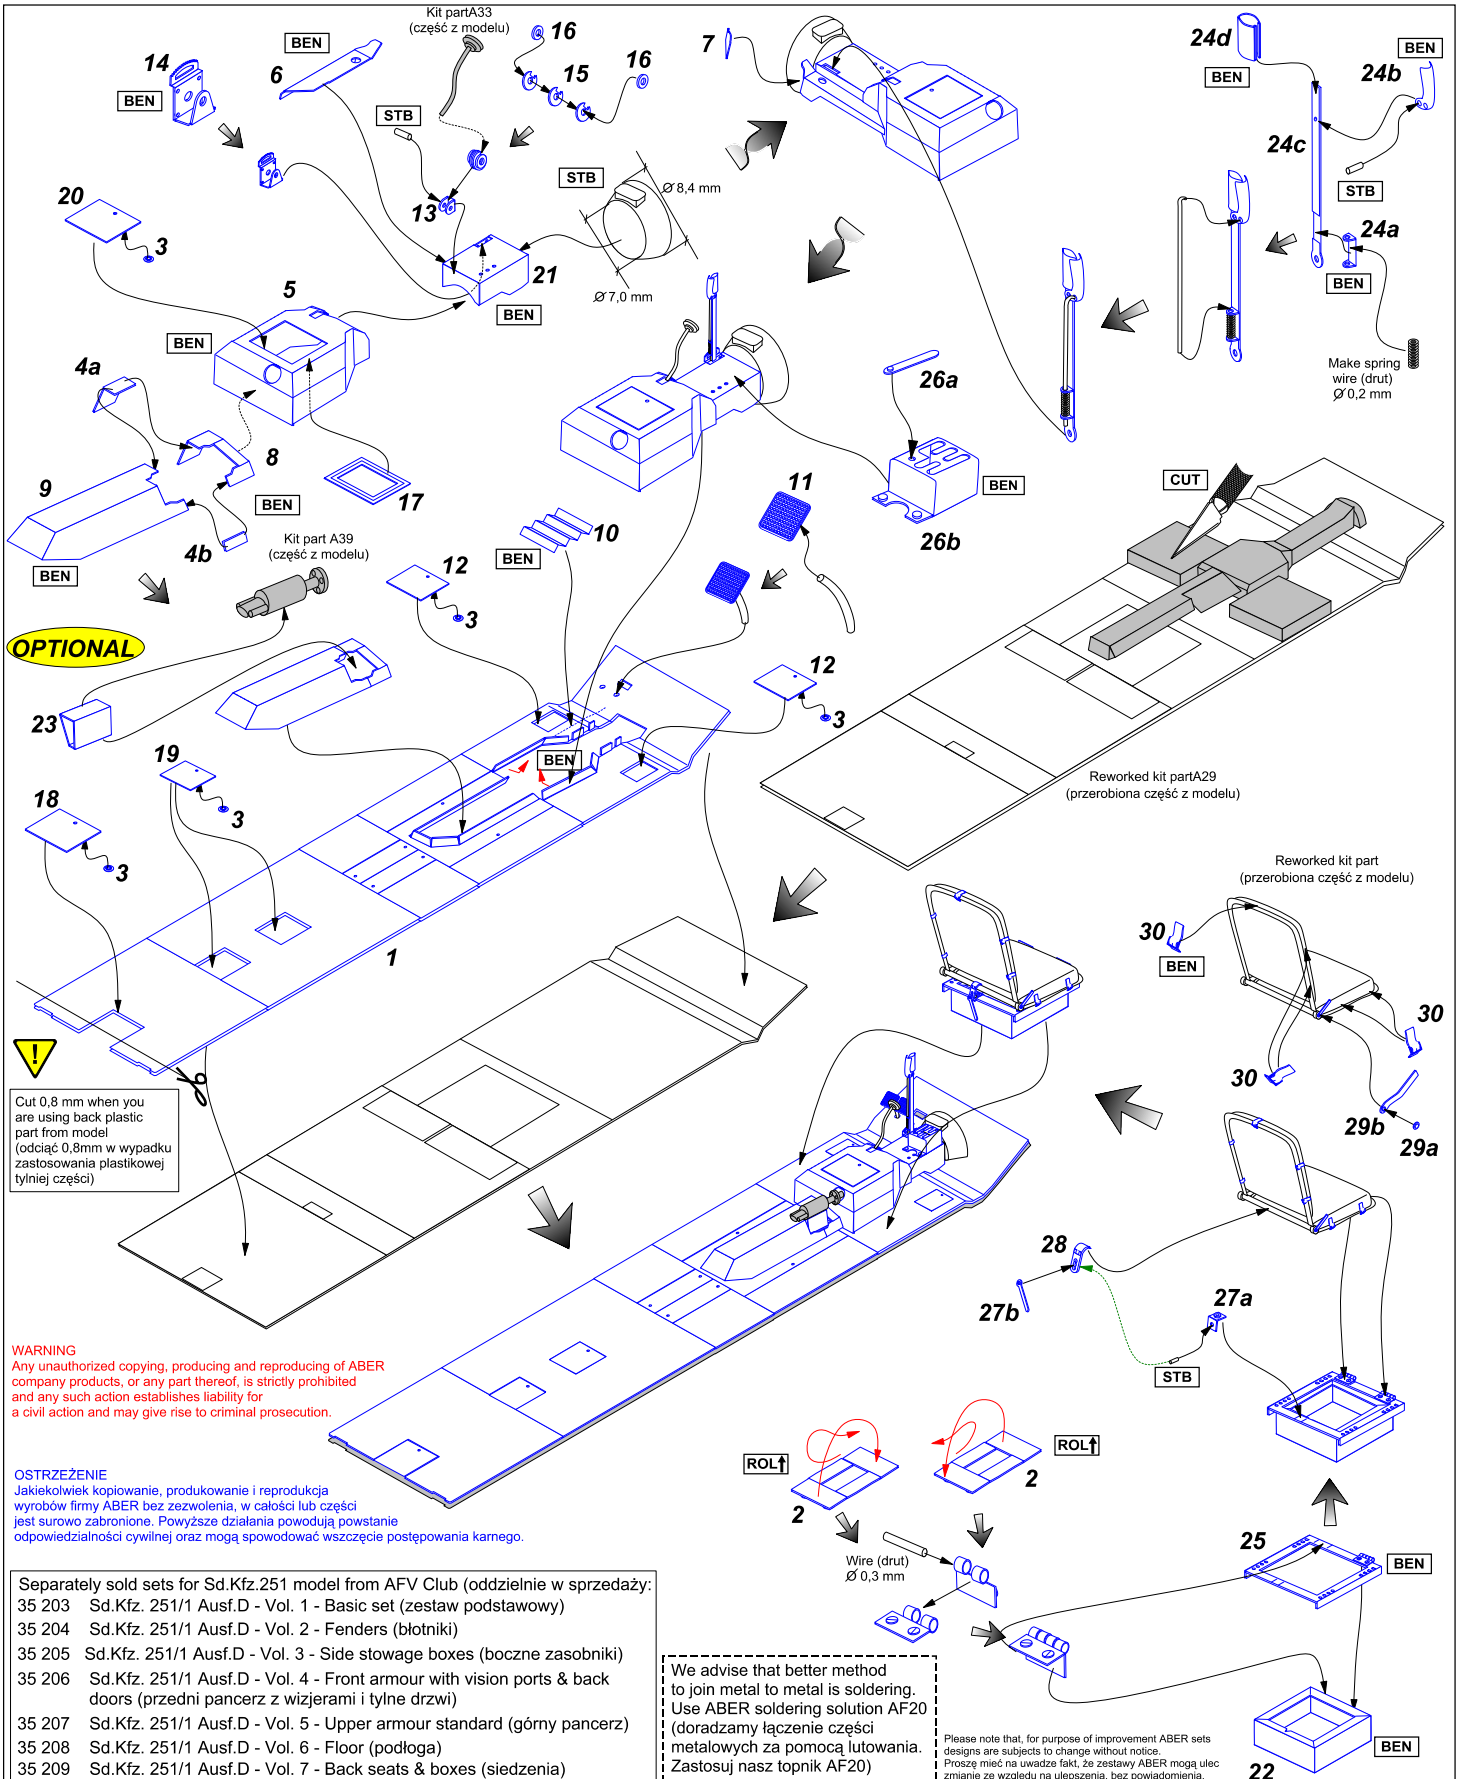 Kit partA33
(część z modelu)
16
14
BEN
6
BEN
15
16
7
24d
BEN
BEN
24b
STB
STB
Ø 8,4 mm
24c
STB
20
3
13
21
BEN
Ø 7,0 mm
24a
BEN
5
BEN
Make spring
wire (drut)
Ø 0,2 mm
4a
8
26a
9
BEN
17
11
BEN
CUT
4b
BEN
Kit part A39
(część z modelu)
10
BEN
26b
12
3
OPTIONAL
12
3
23
BEN
19
3
Reworked kit partA29
(przerobiona część z modelu)
18
3
Reworked kit part
(przerobiona część z modelu)
1
30
BEN
30
30
!
Cut 0,8 mm when you
are using back plastic
part from model
(odciąć 0,8mm w wypadku
zastosowania plastikowej
tylniej części)
29b
29a
28
27b
27a
STB
WARNING
Any unauthorized copying, producing and reproducing of ABER
company products, or any part thereof, is strictly prohibited
and any such action establishes liability for
a civil action and may give rise to criminal prosecution.
OSTRZEŻENIE
Jakiekolwiek kopiowanie, produkowanie i reprodukcja
wyrobów firmy ABER bez zezwolenia, w całości lub części
jest surowo zabronione. Powyższe działania powodują powstanie
odpowiedzialności cywilnej oraz mogą spowodować wszczęcie postępowania karnego.
ROL
ROL
2
2
Wire (drut)
Ø 0,3 mm
25
BEN
Separately sold sets for Sd.Kfz.251 model from AFV Club (oddzielnie w sprzedaży:
35 203 Sd.Kfz. 251/1 Ausf.D - Vol. 1 - Basic set (zestaw podstawowy)
35 204 Sd.Kfz. 251/1 Ausf.D - Vol. 2 - Fenders (błotniki)
35 205 Sd.Kfz. 251/1 Ausf.D - Vol. 3 - Side stowage boxes (boczne zasobniki)
35 206 Sd.Kfz. 251/1 Ausf.D - Vol. 4 - Front armour with vision ports & back
doors (przedni pancerz z wizjerami i tylne drzwi)
35 207 Sd.Kfz. 251/1 Ausf.D - Vol. 5 - Upper armour standard (górny pancerz)
35 208 Sd.Kfz. 251/1 Ausf.D - Vol. 6 - Floor (podłoga)
35 209 Sd.Kfz. 251/1 Ausf.D - Vol. 7 - Back seats & boxes (siedzenia)
We advise that better method
to join metal to metal is soldering.
Use ABER soldering solution AF20
(doradzamy łączenie części
metalowych za pomocą lutowania.
Zastosuj nasz topnik AF20)
Please note that, for purpose of improvement ABER sets
designs are subjects to change without notice.
Proszę mieć na uwadze fakt, że zestawy ABER mogą ulec
zmianie ze względu na ulepszenia, bez powiadomienia.
22
BEN